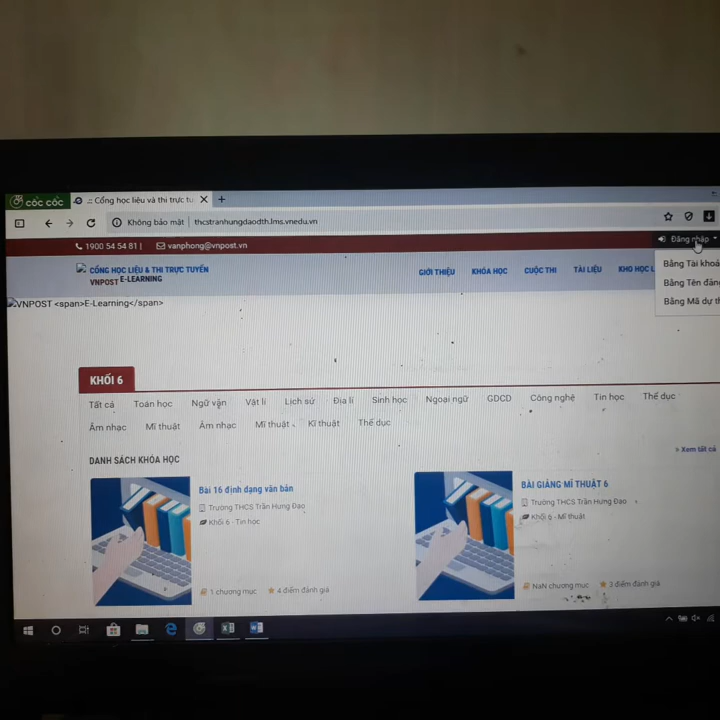 cốc cốc
.:: Cổng học liệu và thi trực tu
Không bảo mật
thcstranhungdaodth.lms.vnedu.vn
1900 54 54 81 |
vanphong@vnpost.vn
Đăng nhập
CỔNG HỌC LIỆU & THI TRỰC TUYẾN
VNPOST E-LEARNING
GIỚI THIỆU
KHÓA HỌC
CUỘC THI
TÀI LIỆU
KHO HỌC L
Bằng Tài khoả
Bằng Tên đăn
Bằng Mã dự th
VNPOST <span>E-Learning</span>
KHỐI 6
Tất cả
Toán học
Ngữ văn
Vật lí
Lịch sử
Địa lí
Sinh học
Ngoại ngữ
GDCD
Công nghệ
Tin học
Thể dục
Âm nhạc
Mĩ thuật
Âm nhạc
Mĩ thuật
Kĩ thuật
Thể dục
DANH SÁCH KHÓA HỌC
» Xem tất cả
Bài 16 định dạng văn bản
Trường THCS Trần Hưng Đạo
Khối 6 - Tin học
1 chương mục
4 điểm đánh giá
BÀI GIẢNG MĨ THUẬT 6
Trường THCS Trần Hưng Đạo
Khối 6 - Mĩ thuật
NaN chương mục
3 điểm đánh giá